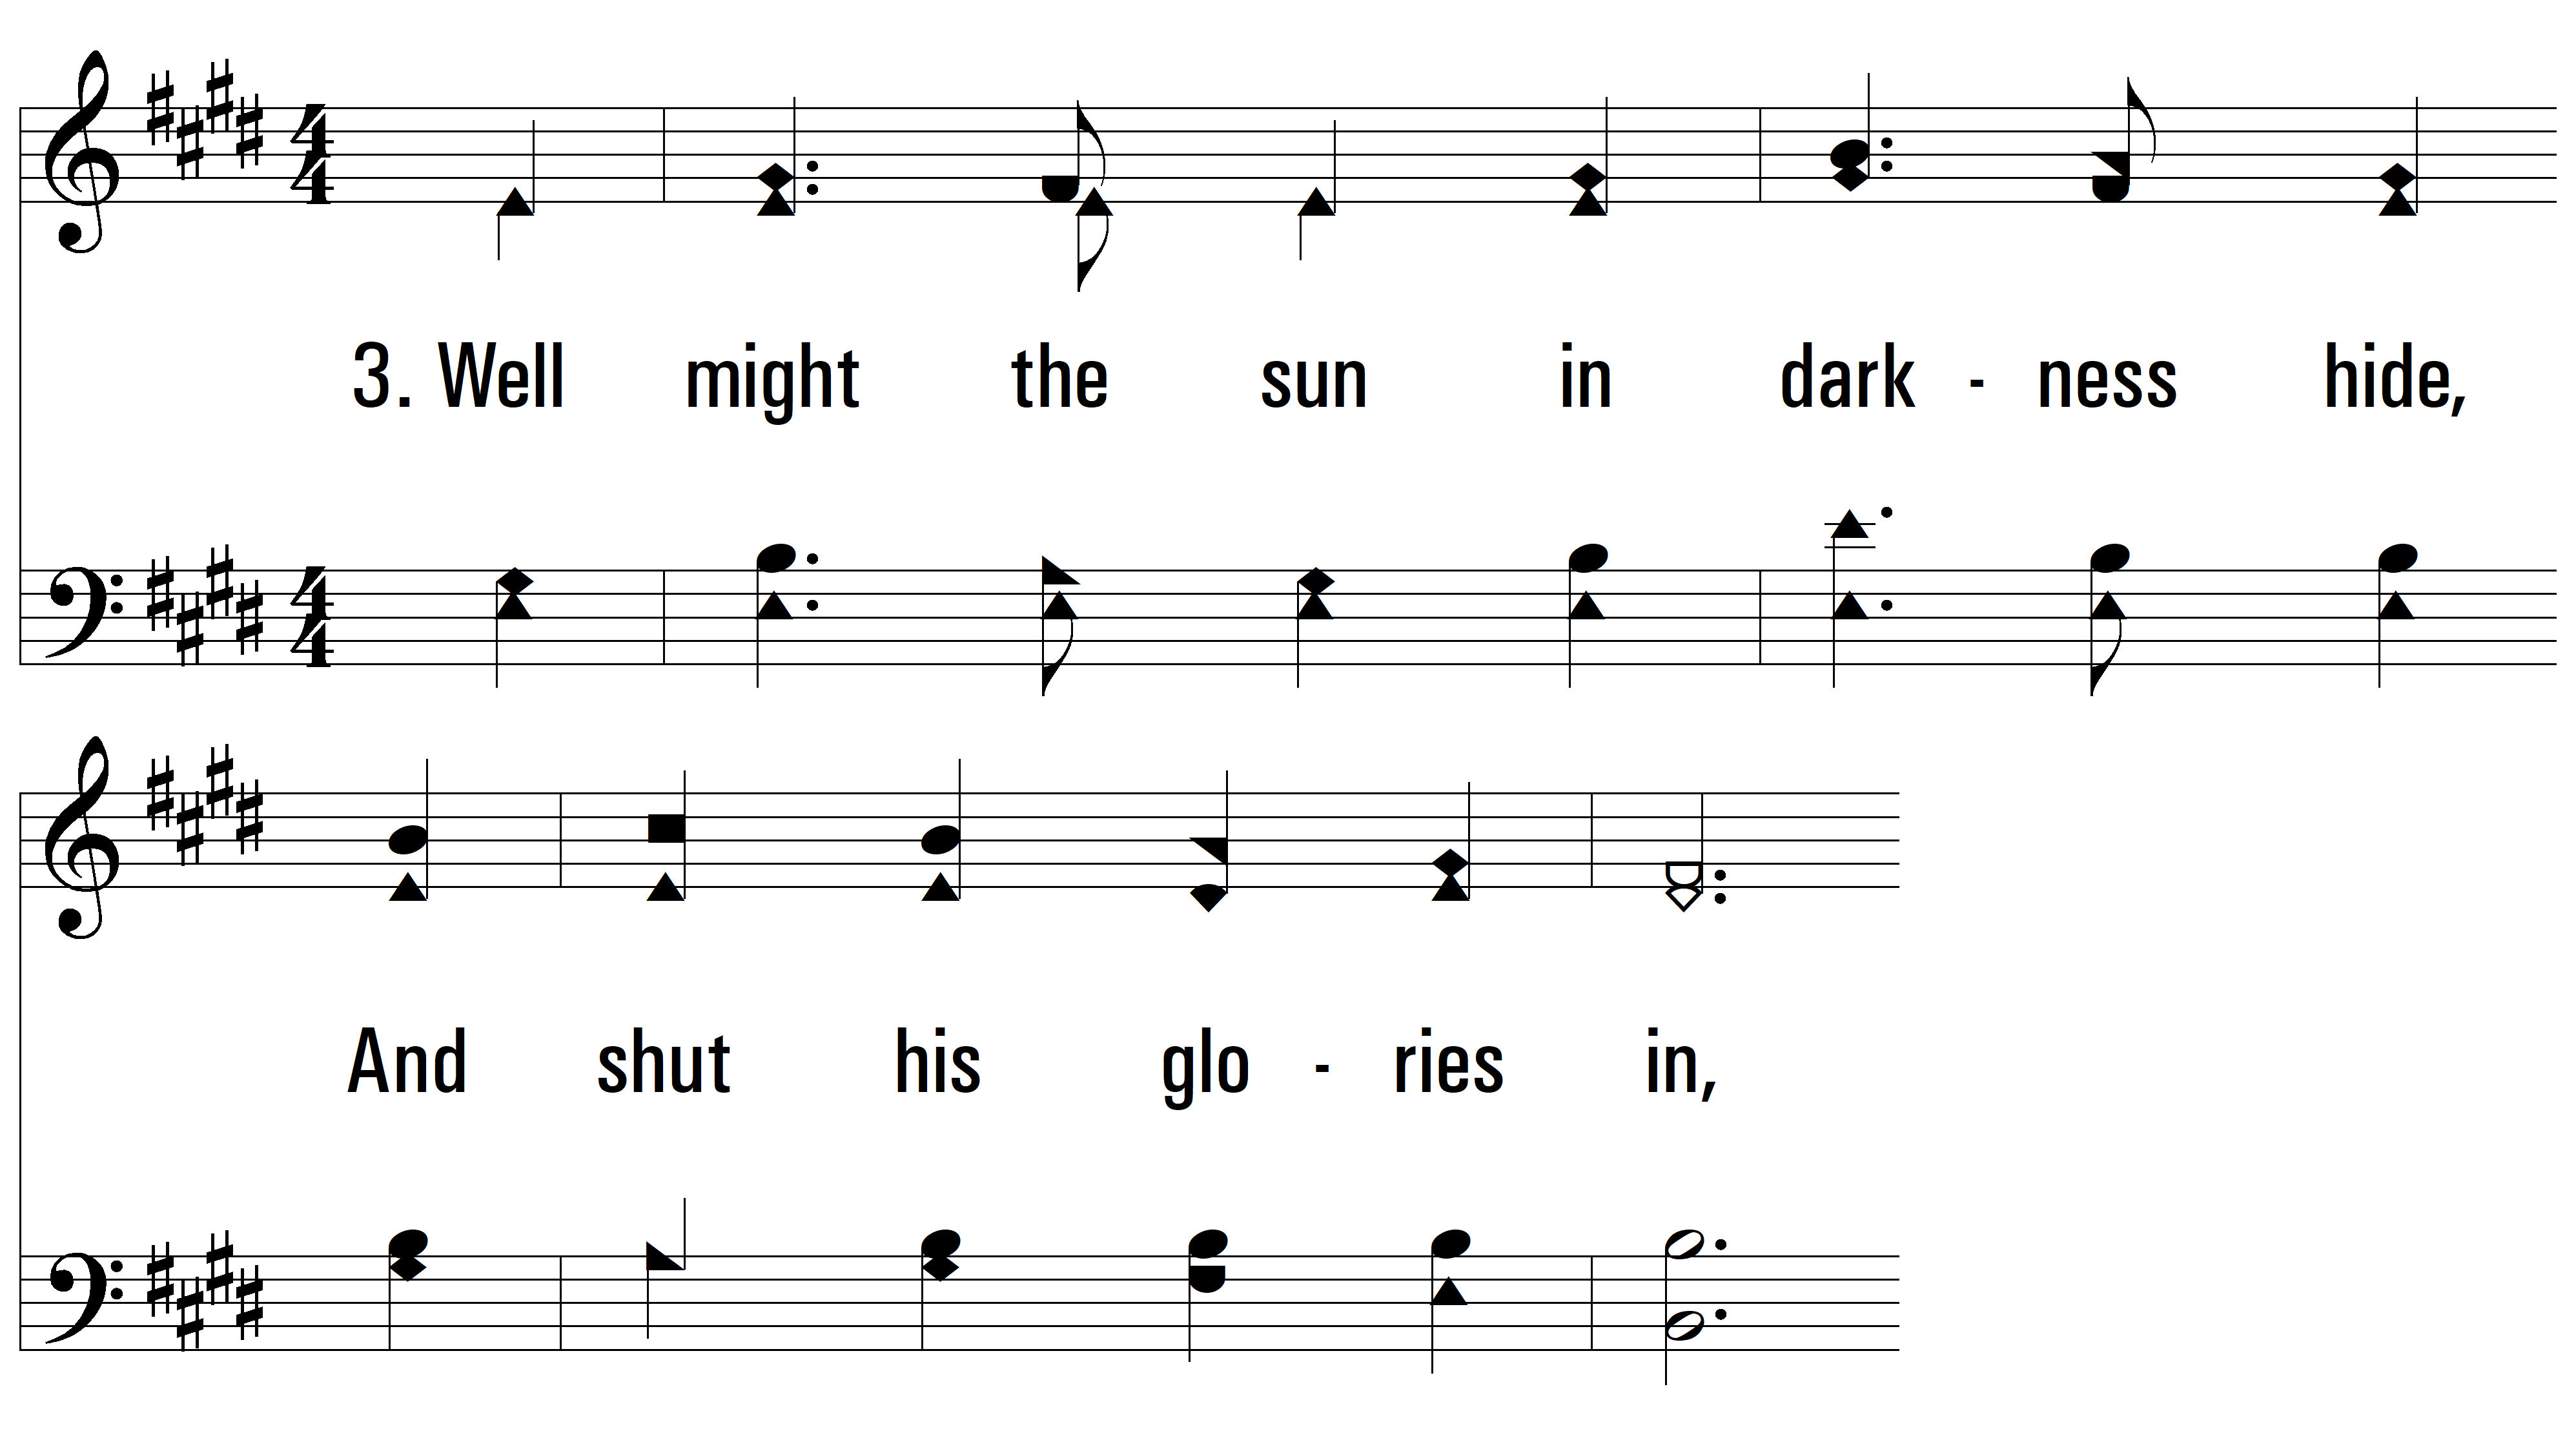 3. Well might the sun in dark - ness hide,
And shut his glo - ries in,